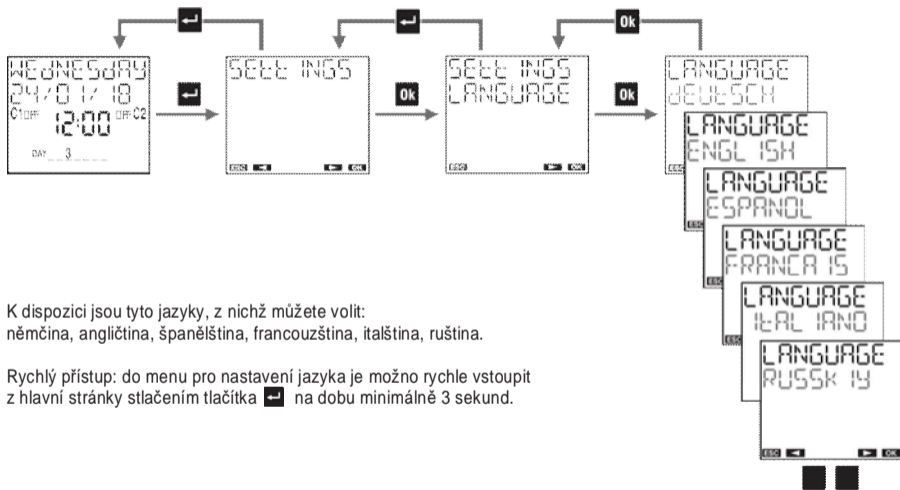 Ok
WEdNESdAY
24/01/18
C1OFF 12:00 OFF C2
DAY 3
SEttINGS
ESC OK
Ok
SEttINGS
LANGUAGE
ESC OK
Ok
LANGUAGE
dEUtSCH
LANGUAGE
ENGLISH
LANGUAGE
ESPANOL
LANGUAGE
FRANCAIS
LANGUAGE
ItALIANO
LANGUAGE
RUSSKIY
ESC OK
K dispozici jsou tyto jazyky, z nichž můžete volit:
němčina, angličtina, španělština, francouzština, italština, ruština.
Rychlý přístup: do menu pro nastavení jazyka je možno rychle vstoupit
z hlavní stránky stlačením tlačítka na dobu minimálně 3 sekund.